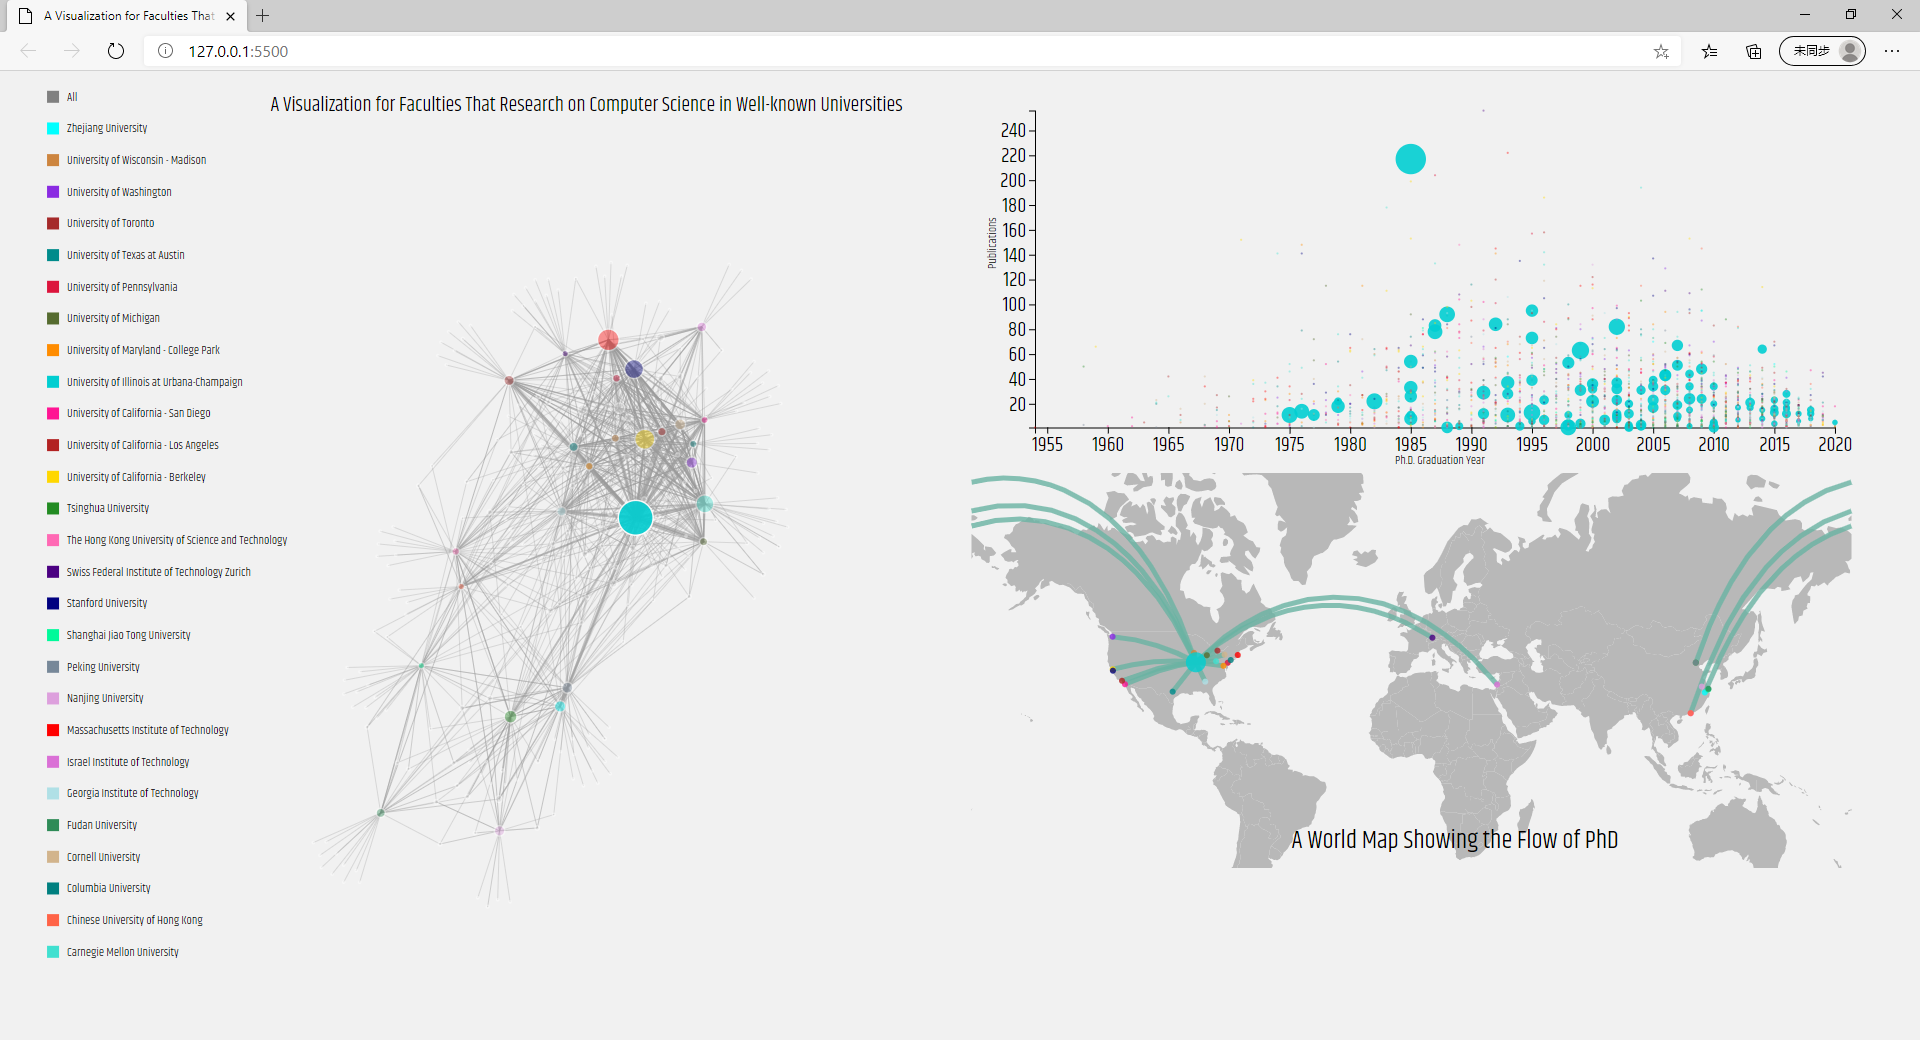 A Visualization for Faculties That
127.0.0.1:5500
未同步
All
Zhejiang University
University of Wisconsin - Madison
University of Washington
University of Toronto
University of Texas at Austin
University of Pennsylvania
University of Michigan
University of Maryland - College Park
University of Illinois at Urbana-Champaign
University of California - San Diego
University of California - Los Angeles
University of California - Berkeley
Tsinghua University
The Hong Kong University of Science and Technology
Swiss Federal Institute of Technology Zurich
Stanford University
Shanghai Jiao Tong University
Peking University
Nanjing University
Massachusetts Institute of Technology
Israel Institute of Technology
Georgia Institute of Technology
Fudan University
Cornell University
Columbia University
Chinese University of Hong Kong
Carnegie Mellon University
A Visualization for Faculties That Research on Computer Science in Well-known Universities
240
220
200
180
160
140
120
100
80
60
40
20
Publications
1955 1960 1965 1970 1975 1980 1985 1990 1995 2000 2005 2010 2015 2020
Ph.D. Graduation Year
A World Map Showing the Flow of PhD